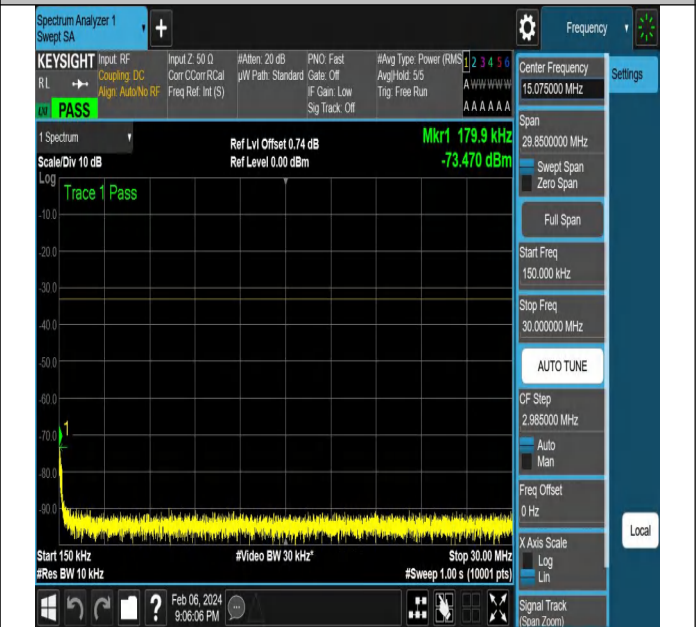 Spectrum Analyzer 1
Swept SA
+
Frequency
KEYSIGHT
RL
PASS
Input: RF
Coupling: DC
Align: Auto/No RF
Input Z: 50 Ω
Corr CCorr RCal
Freq Ref: Int (S)
#Atten: 20 dB
µW Path: Standard
PNO: Fast
Gate: Off
IF Gain: Low
Sig Track: Off
#Avg Type: Power (RMS
Avg|Hold: 5/5
Trig: Free Run
1 2 3 4 5 6
A W W W W W
A A A A A A
1 Spectrum
Scale/Div 10 dB
Ref Lvl Offset 0.74 dB
Ref Level 0.00 dBm
Mkr1 179.9 kHz
-73.470 dBm
Log
Trace 1 Pass
-10.0
-20.0
-30.0
-40.0
-50.0
-60.0
-70.0
-80.0
-90.0
1
Start 150 kHz
#Res BW 10 kHz
#Video BW 30 kHz*
Stop 30.00 MHz
#Sweep 1.00 s (10001 pts)
?
Feb 06, 2024
9:06:06 PM
Center Frequency
15.075000 MHz
Settings
Span
29.8500000 MHz
Swept Span
Zero Span
Full Span
Start Freq
150.000 kHz
Stop Freq
30.000000 MHz
AUTO TUNE
CF Step
2.985000 MHz
Auto
Man
Freq Offset
0 Hz
X Axis Scale
Log
Lin
Local
Signal Track
(Span Zoom)